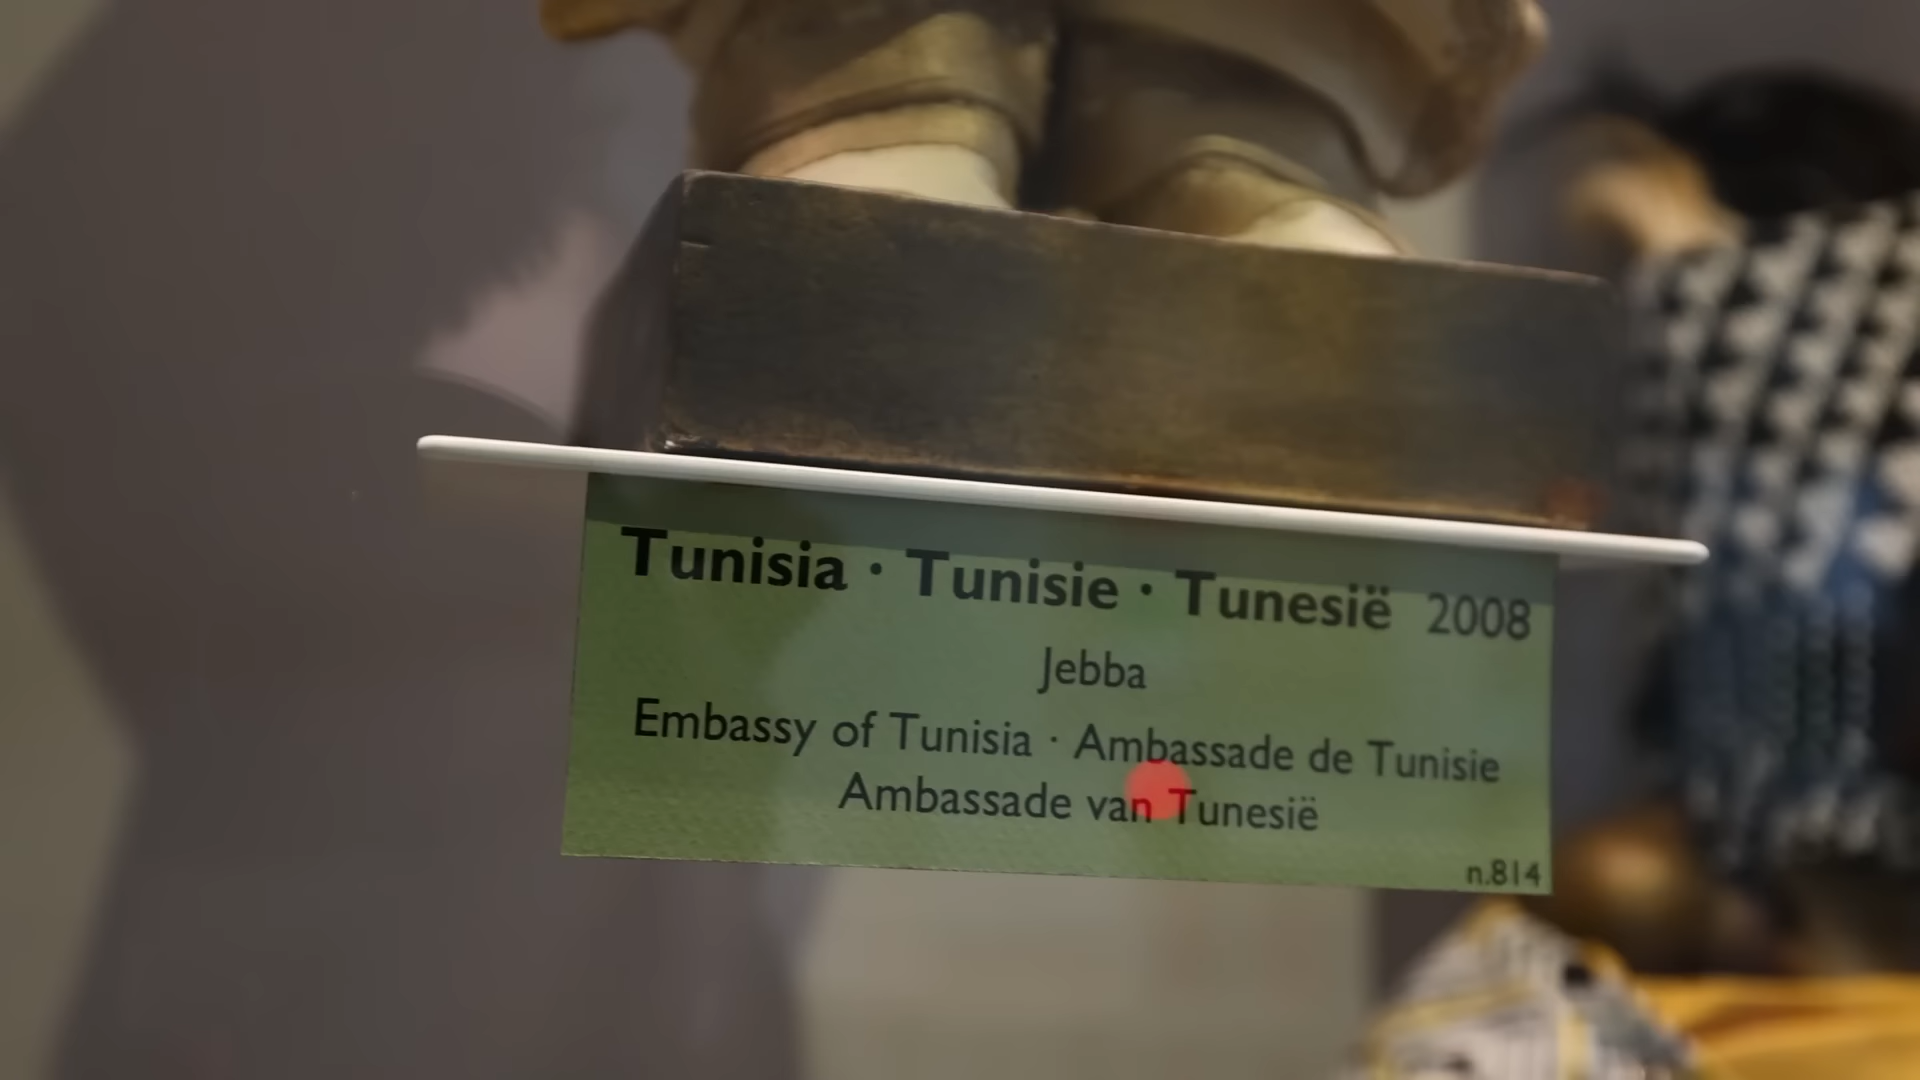 Tunisia · Tunisie · Tunesië 2008
Jebba
Embassy of Tunisia · Ambassade de Tunisie
Ambassade van Tunesië
n.814